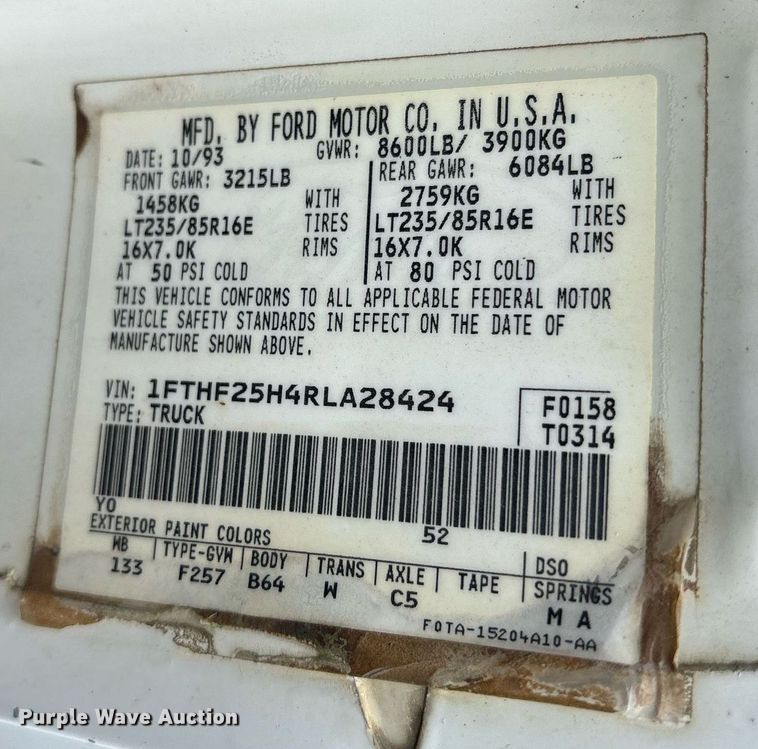 MFD. BY FORD MOTOR CO. IN U.S.A.
DATE: 10/93 GVWR: 8600LB/ 3900KG
FRONT GAWR: 3215LB REAR GAWR: 6084LB
1458KG WITH 2759KG WITH
LT235/85R16E TIRES LT235/85R16E TIRES
16X7.0K RIMS 16X7.0K RIMS
AT 50 PSI COLD AT 80 PSI COLD
THIS VEHICLE CONFORMS TO ALL APPLICABLE FEDERAL MOTOR
VEHICLE SAFETY STANDARDS IN EFFECT ON THE DATE OF
MANUFACTURE SHOWN ABOVE.
VIN: 1FTHF25H4RLA28424 F0158
TYPE: TRUCK T0314
YO 52
EXTERIOR PAINT COLORS DSO
WB TYPE-GVW BODY TRANS AXLE TAPE SPRINGS
133 F257 B64 W C5 M A
F0TA-15204A10-AA
Purple Wave Auction